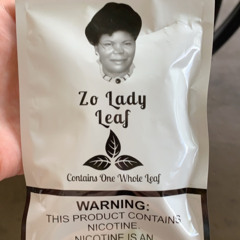 Zo Lady
Leaf
Contains One Whole Leaf
WARNING:
THIS PRODUCT CONTAINS
NICOTINE.
NICOTINE IS AN